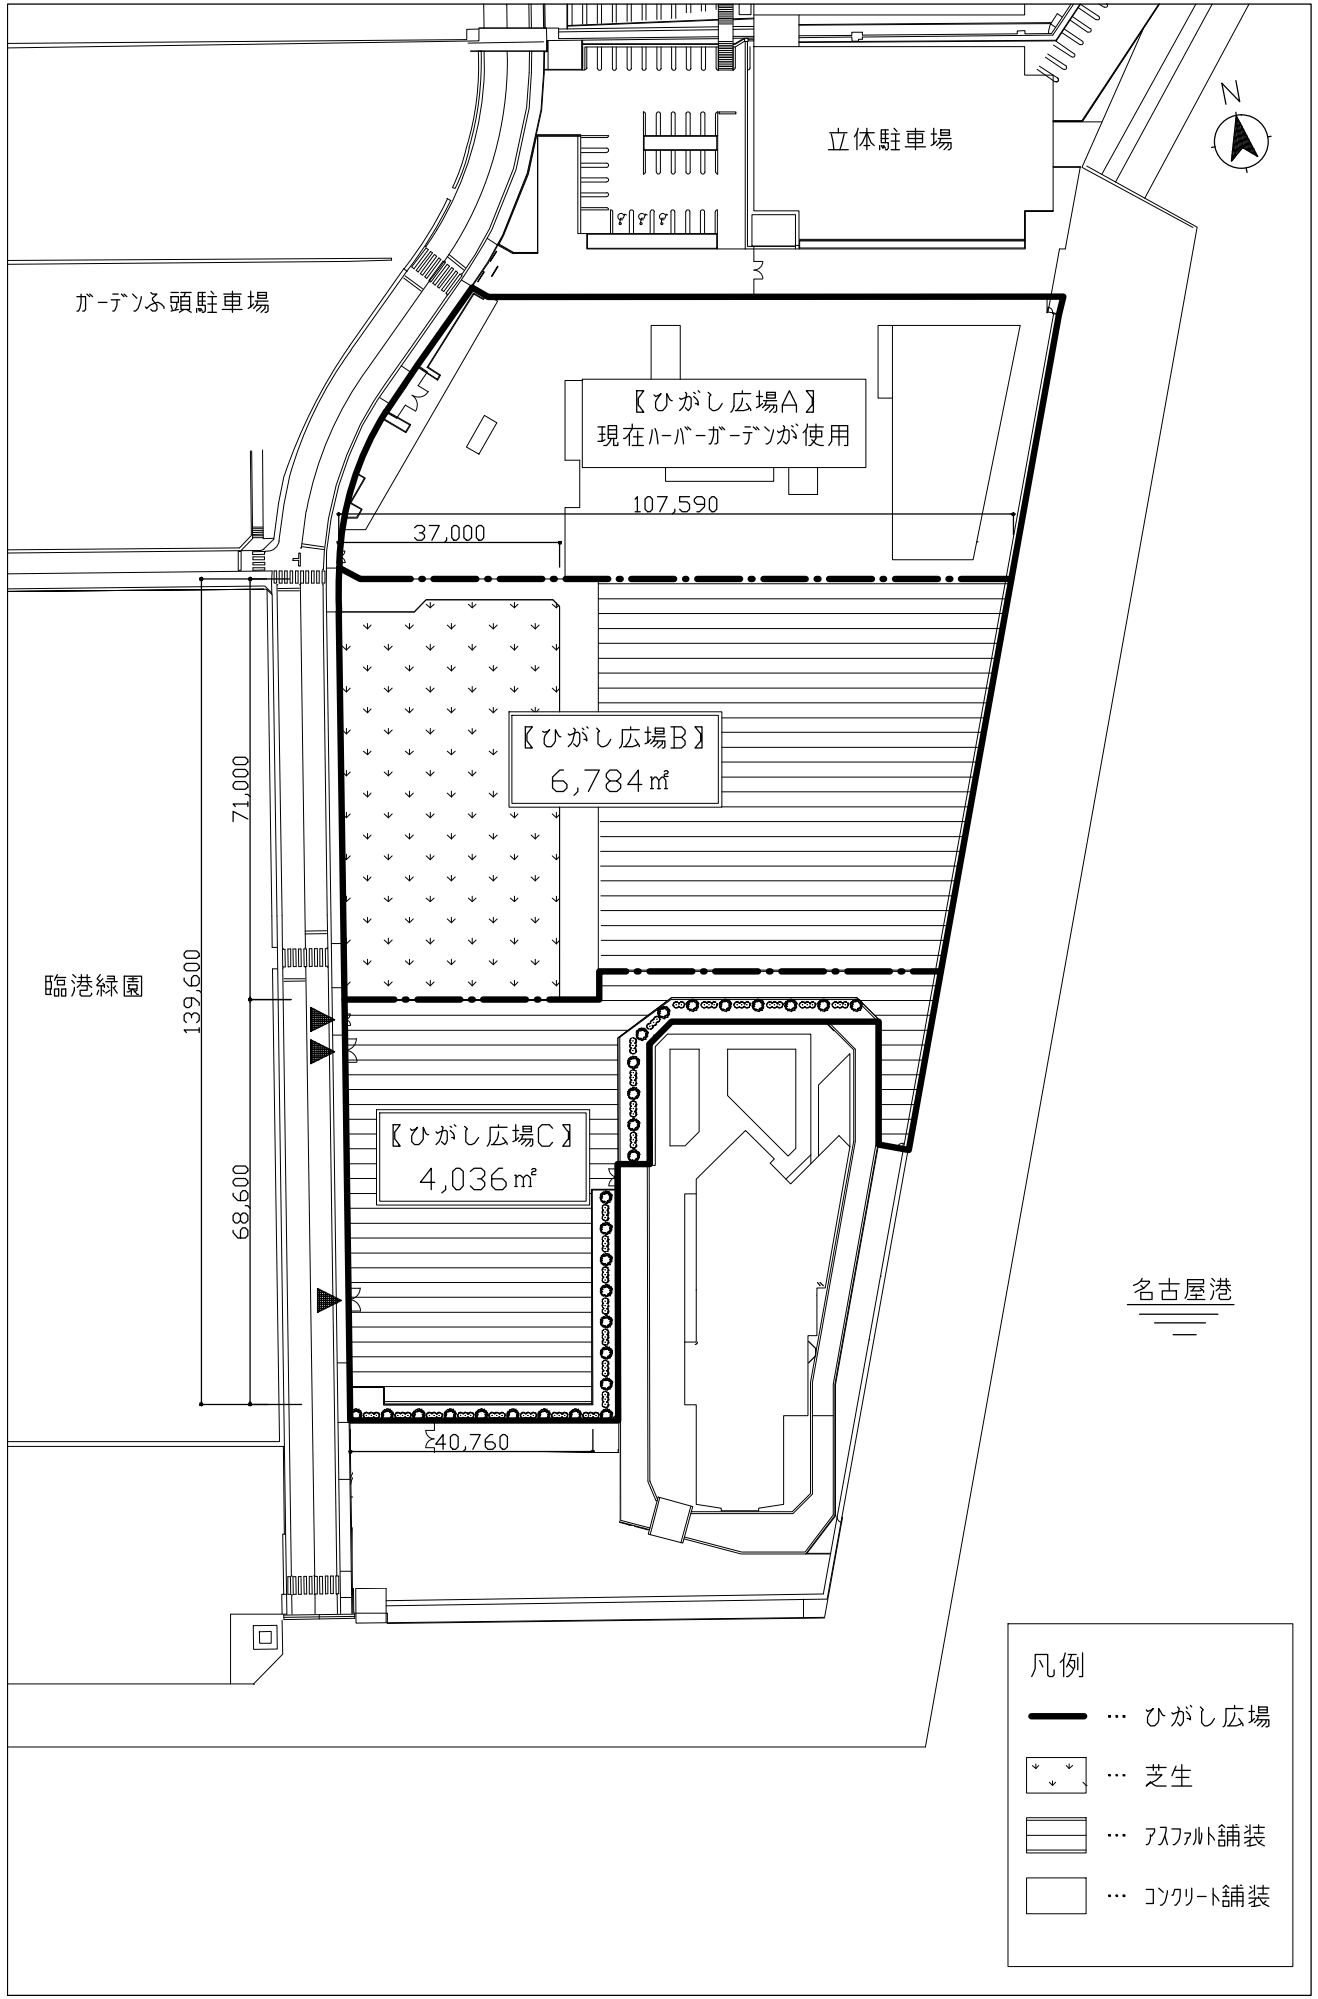 N
立体駐車場
ガーデンふ頭駐車場
【ひがし広場A】
現在ハーバーガーデンが使用
107,590
37,000
【ひがし広場B】
6,784㎡
71,000
139,600
臨港緑園
【ひがし広場C】
4,036㎡
68,600
名古屋港
40,760
凡例
… ひがし広場
… 芝生
… アスファルト舗装
… コンクリート舗装